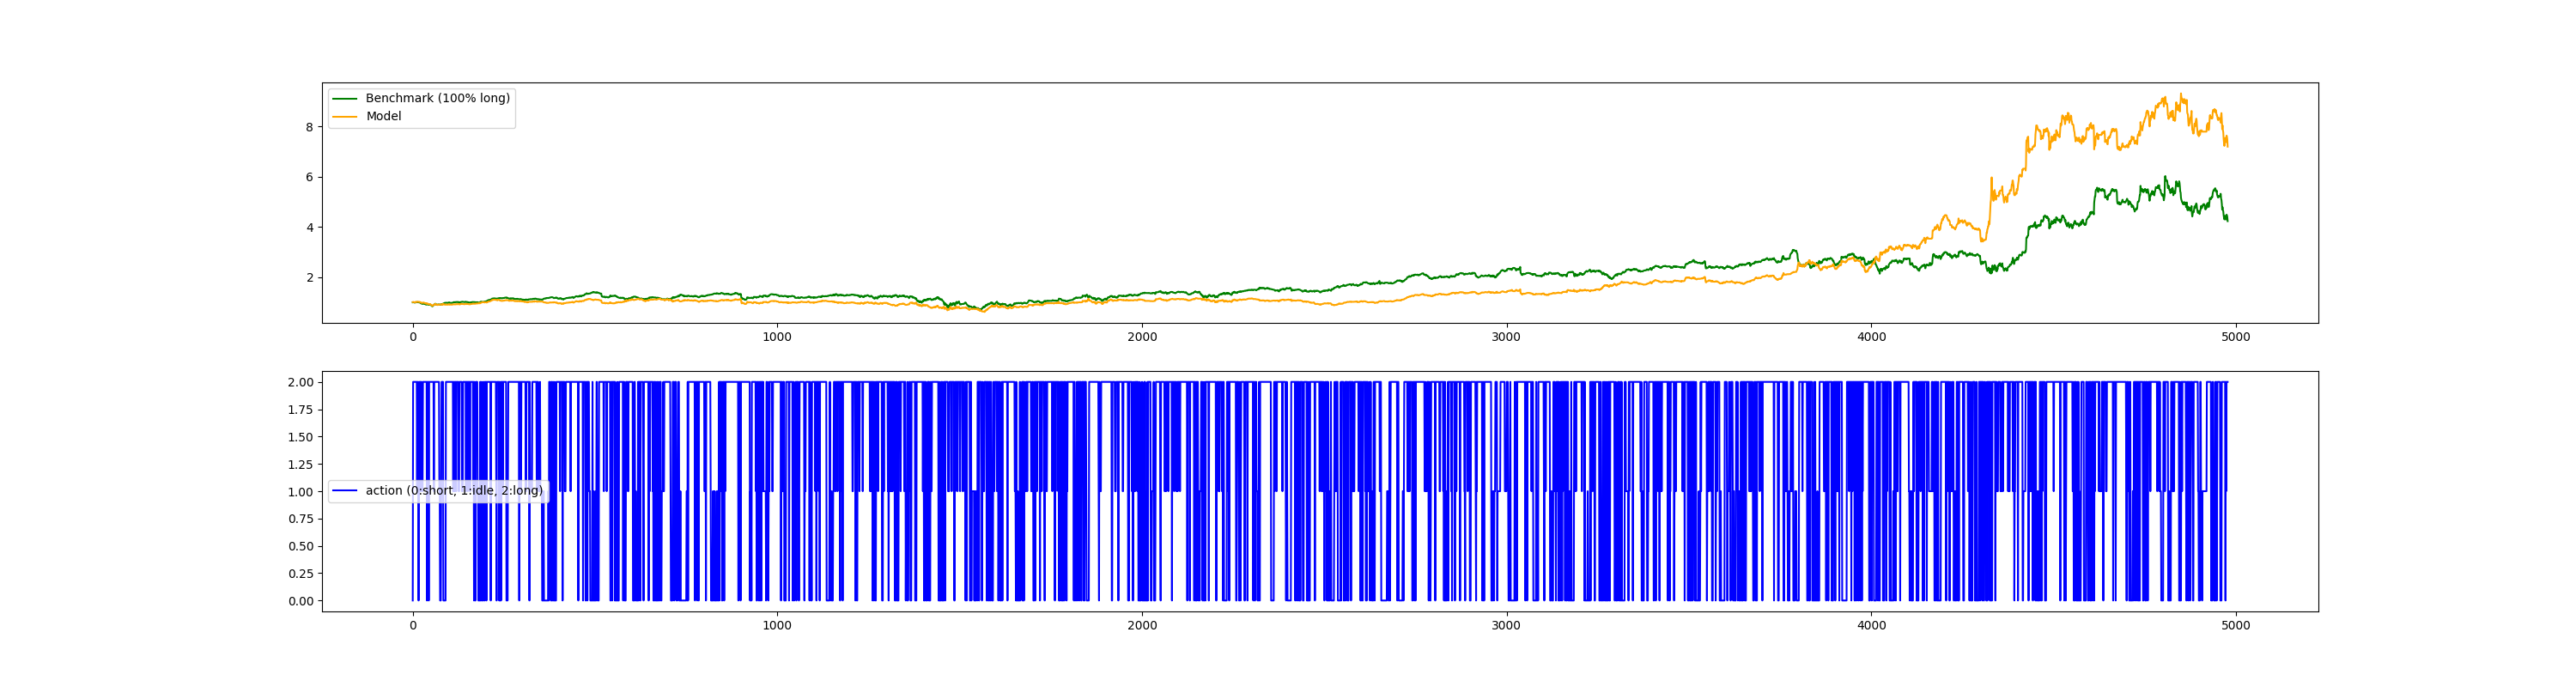 Benchmark (100% long)
Model
8
6
4
2
0 1000 2000 3000 4000 5000
2.00
1.75
1.50
1.25
1.00
action (0:short, 1:idle, 2:long)
0.75
0.50
0.25
0.00
0 1000 2000 3000 4000 5000